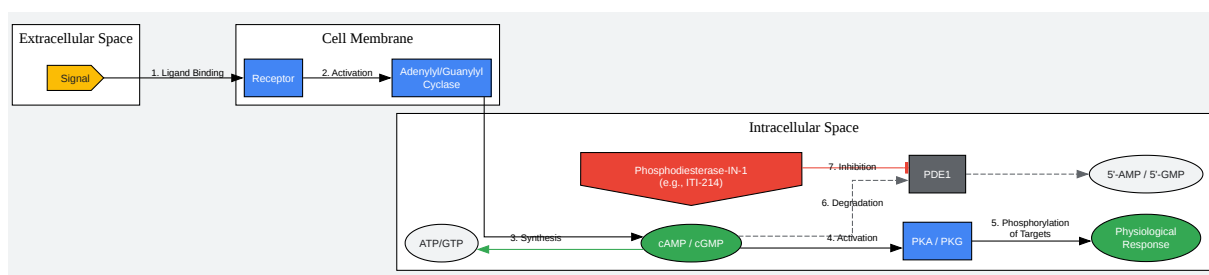 Extracellular Space
Signal
1. Ligand Binding
Cell Membrane
Receptor
2. Activation
Adenylyl/Guanylyl
Cyclase
Intracellular Space
Phosphodiesterase-IN-1
(e.g., ITI-214)
7. Inhibition
PDE1
5'-AMP / 5'-GMP
6. Degradation
ATP/GTP
3. Synthesis
cAMP / cGMP
4. Activation
PKA / PKG
5. Phosphorylation
of Targets
Physiological
Response